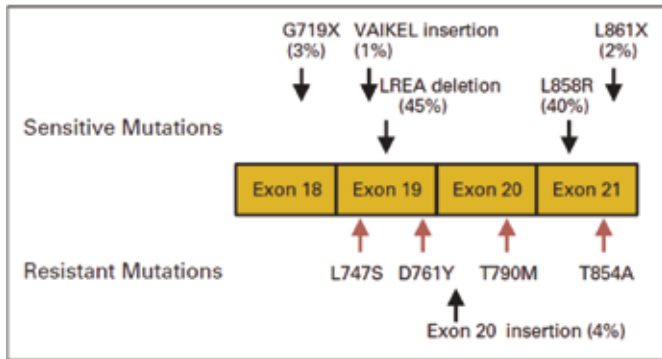 G719X VAIKEL insertion L861X
(3%) (1%) (2%)
LREA deletion L858R
(45%) (40%)
Sensitive Mutations
Exon 18 Exon 19 Exon 20 Exon 21
Resistant Mutations L747S D761Y T790M T854A
Exon 20 insertion (4%)